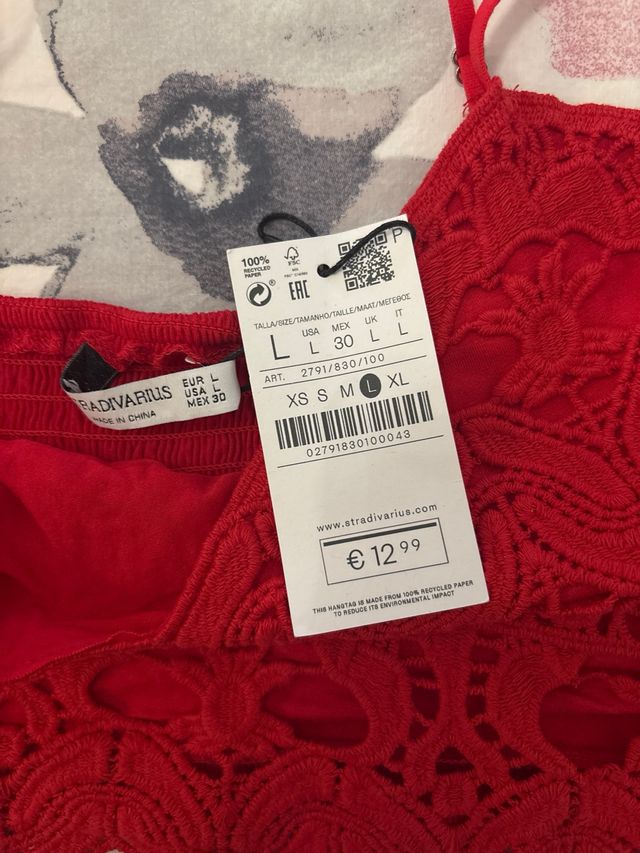 100%
RECYCLED
PAPER
FSC
MIX
P
EAC
TALLA/SIZE/TAMANHO/TAILLE/MAAT/ΜΕΓΕΘΟΣ
L USA L MEX 30 UK L IT L
ART. 2791/830/100
XS S M L XL
02791830100043
www.stradivarius.com
€ 12 99
THIS HANGTAG IS MADE FROM 100% RECYCLED PAPER
TO REDUCE ITS ENVIRONMENTAL IMPACT
EUR L
USA L
MEX 30
MADE IN CHINA